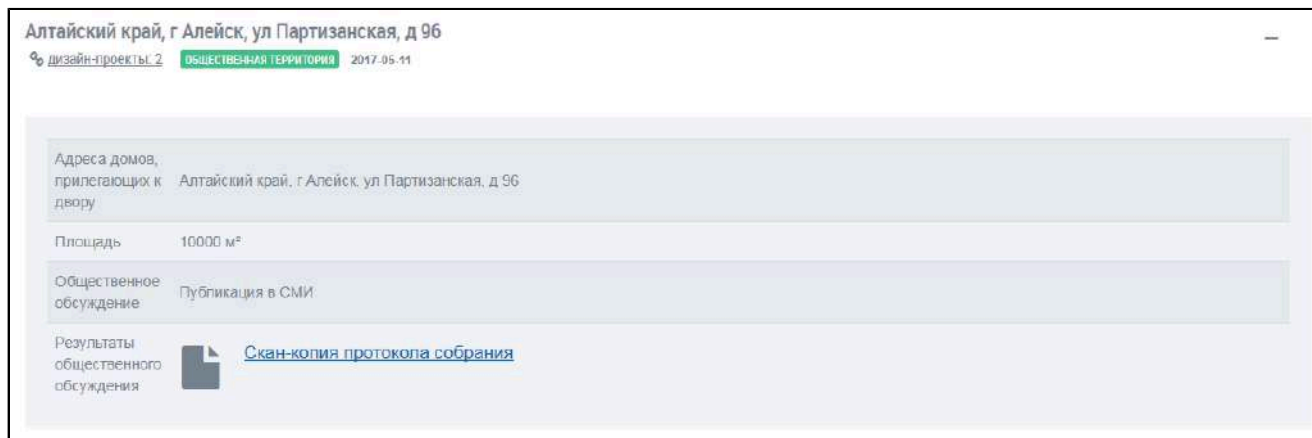 Алтайский край, г Алейск, ул Партизанская, д 96
дизайн-проекты: 2 ОБЩЕСТВЕННАЯ ТЕРРИТОРИЯ 2017-05-11
Адреса домов,
прилегающих к
двору
Алтайский край, г Алейск, ул Партизанская, д 96
Площадь 10000 м²
Общественное
обсуждение
Публикация в СМИ
Результаты
общественного
обсуждения
Скан-копия протокола собрания